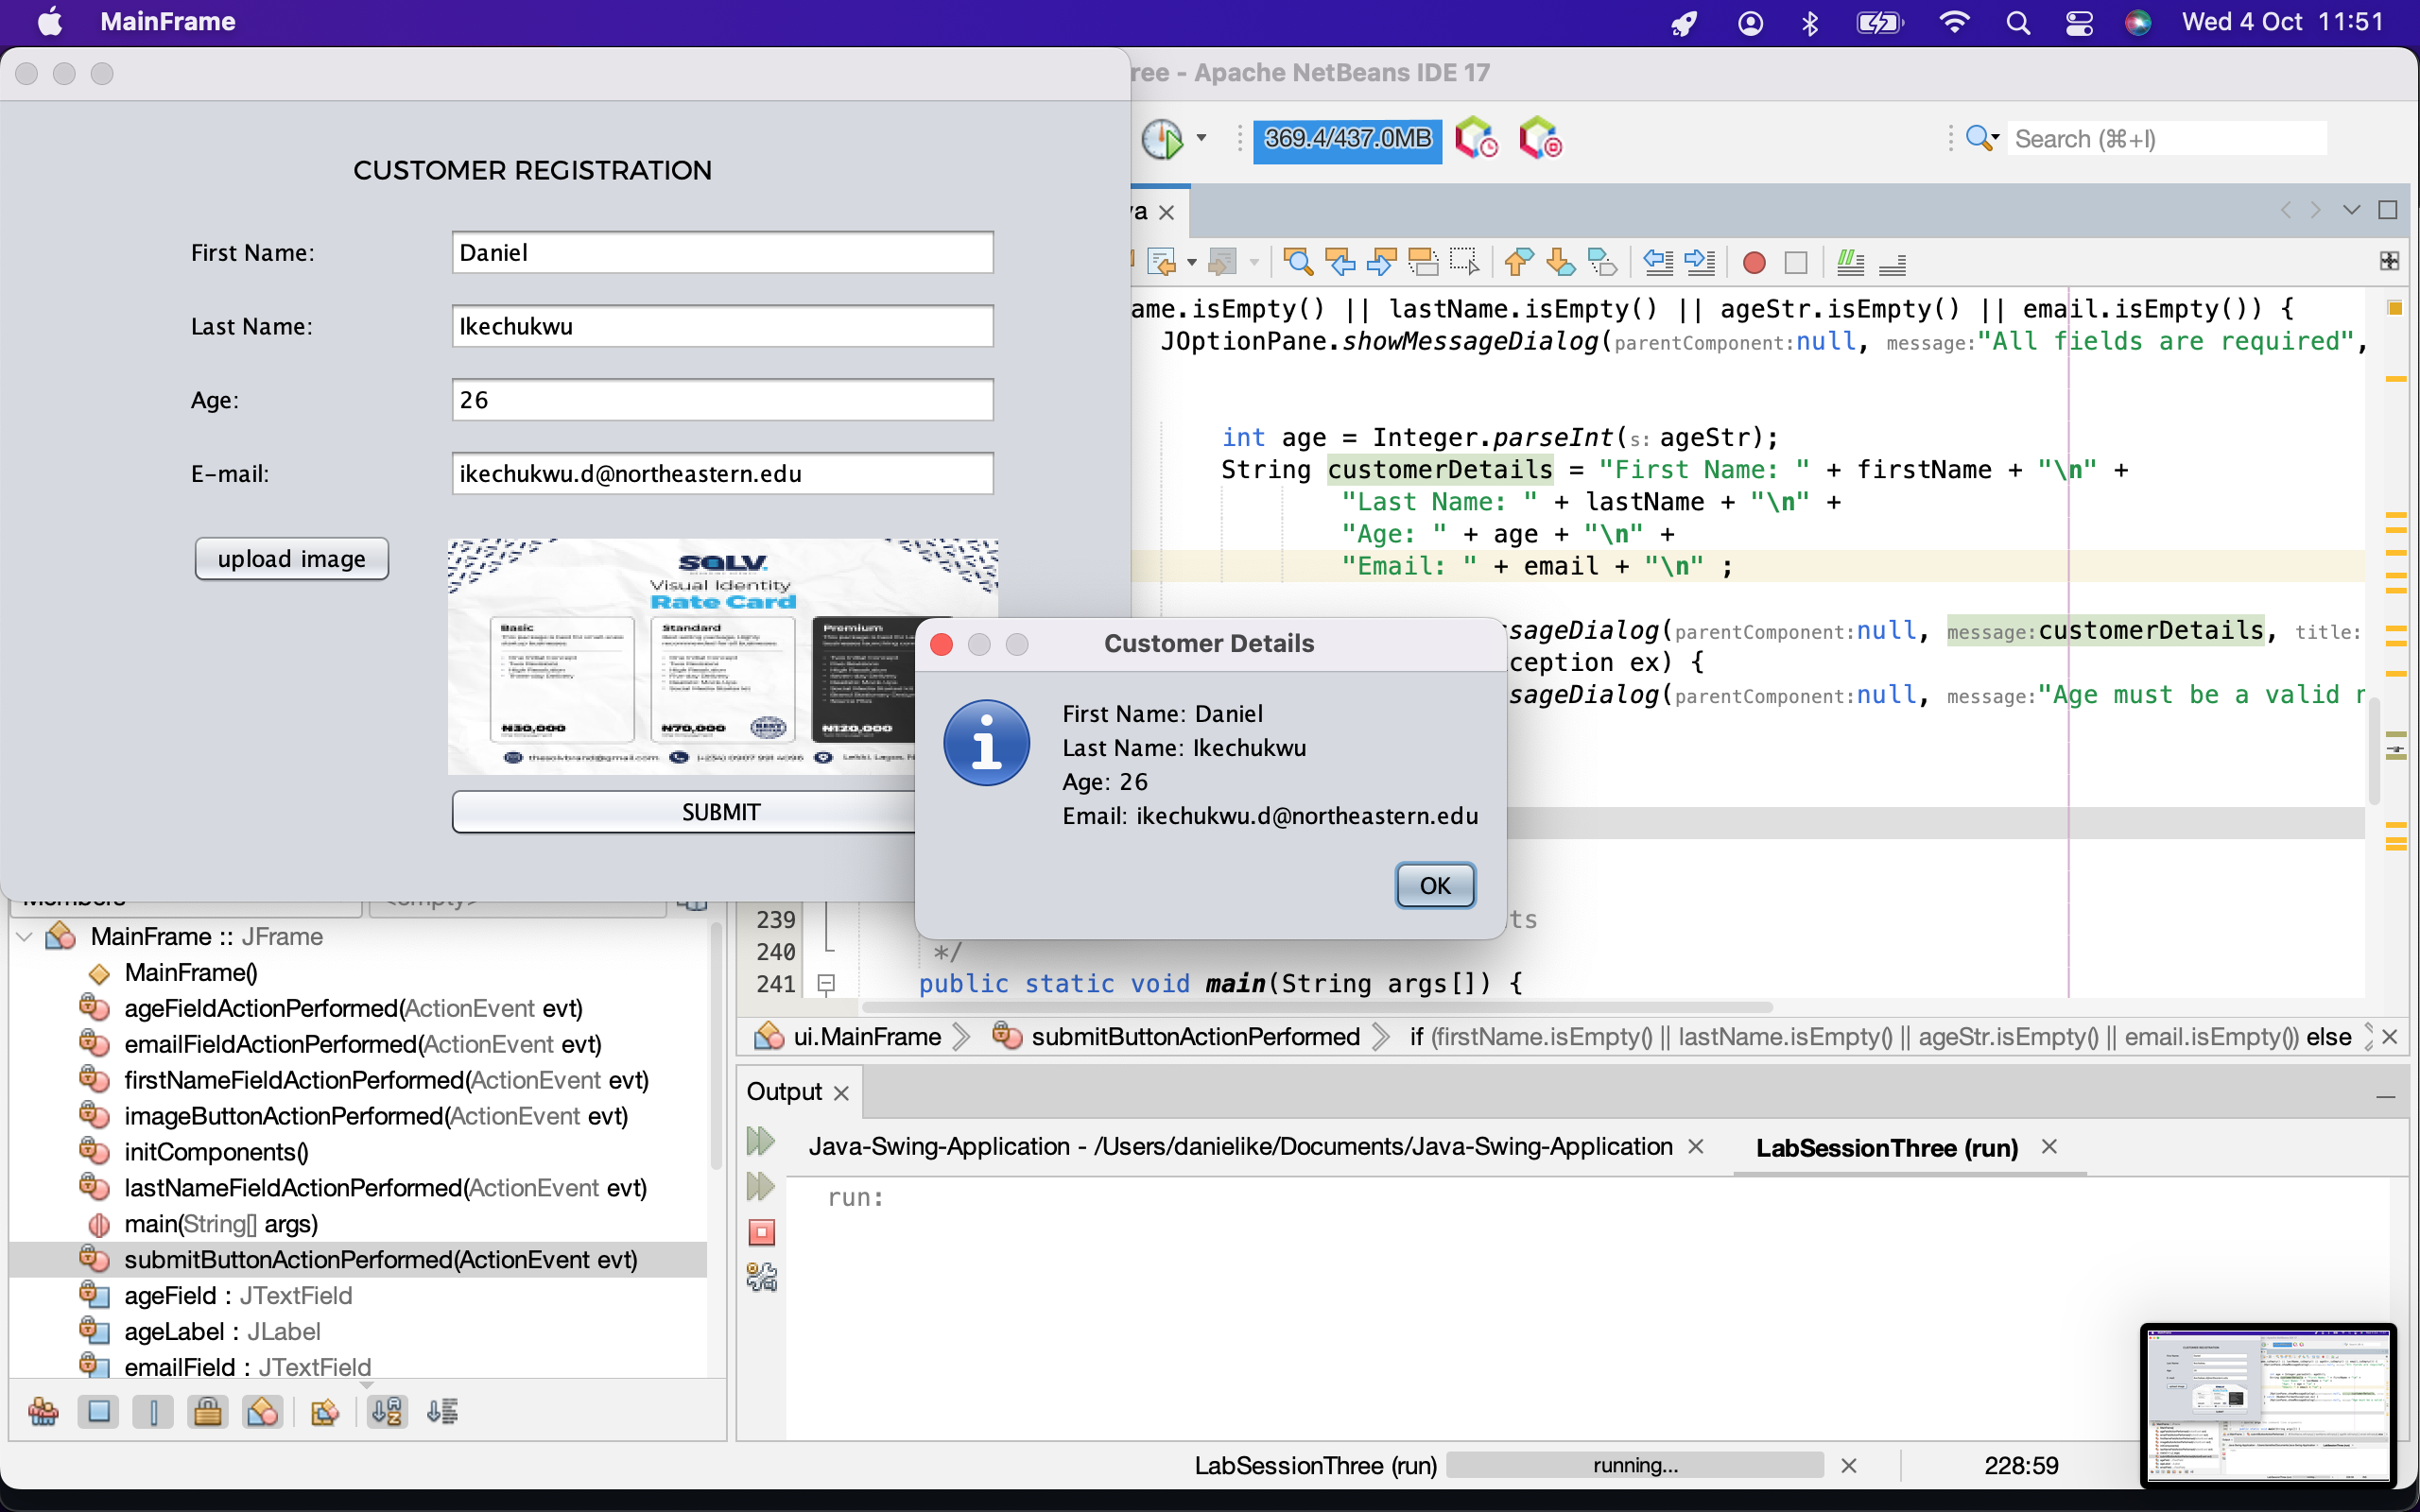 MainFrame
Wed 4 Oct 11:51
ree - Apache NetBeans IDE 17
CUSTOMER REGISTRATION
First Name:
Daniel
Last Name:
Ikechukwu
Age:
26
E-mail:
ikechukwu.d@northeastern.edu
upload image
SOLV.
Visual Identity
Rate Card
Basic
Standard
Premium
₦30,000
₦70,000
₦120,000
SUBMIT
369.4/437.0MB
Search (⌘+I)
va
ame.isEmpty() || lastName.isEmpty() || ageStr.isEmpty() || email.isEmpty()) {
JOptionPane.showMessageDialog(parentComponent:null, message:"All fields are required",
int age = Integer.parseInt(s:ageStr);
String customerDetails = "First Name: " + firstName + "\n" +
"Last Name: " + lastName + "\n" +
"Age: " + age + "\n" +
"Email: " + email + "\n" ;
ssageDialog(parentComponent:null, message:customerDetails, title:
ception ex) {
ssageDialog(parentComponent:null, message:"Age must be a valid
Customer Details
First Name: Daniel
Last Name: Ikechukwu
Age: 26
Email: ikechukwu.d@northeastern.edu
OK
239
ts
240 */
241 public static void main(String args[]) {
ui.MainFrame
submitButtonActionPerformed
if (firstName.isEmpty() || lastName.isEmpty() || ageStr.isEmpty() || email.isEmpty()) else
Members
<empty>
MainFrame :: JFrame
MainFrame()
ageFieldActionPerformed(ActionEvent evt)
emailFieldActionPerformed(ActionEvent evt)
firstNameFieldActionPerformed(ActionEvent evt)
imageButtonActionPerformed(ActionEvent evt)
initComponents()
lastNameFieldActionPerformed(ActionEvent evt)
main(String[] args)
submitButtonActionPerformed(ActionEvent evt)
ageField : JTextField
ageLabel : JLabel
emailField : JTextField
Output
Java-Swing-Application - /Users/danielike/Documents/Java-Swing-Application
LabSessionThree (run)
run:
LabSessionThree (run)
running...
228:59